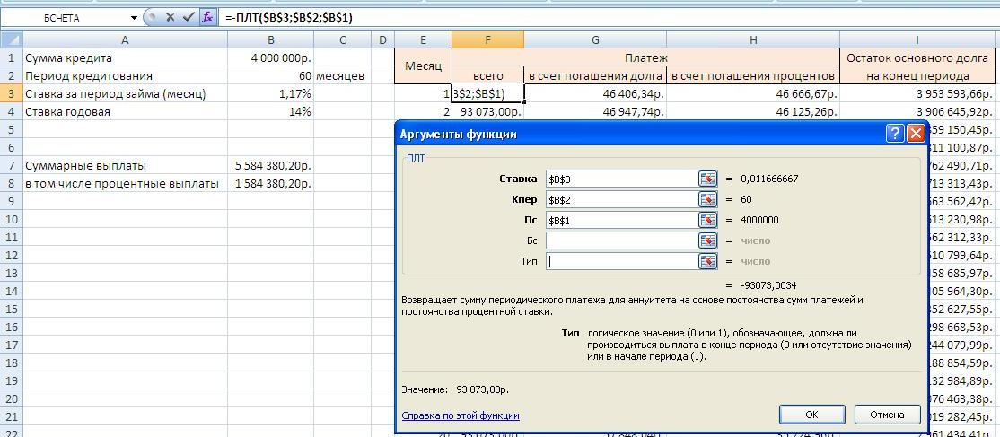 БСЧЁТА fx =-ПЛТ($B$3;$B$2;$B$1)
A B C D E F G H I
1 Сумма кредита 4 000 000р. Месяц Платеж Остаток основного долга
2 Период кредитования 60 месяцев всего в счет погашения долга в счет погашения процентов на конец периода
3 Ставка за период займа (месяц) 1,17% 1 3$2;$B$1) 46 406,34р. 46 666,67р. 3 953 593,66р.
4 Ставка годовая 14% 2 93 073,00р. 46 947,74р. 46 125,26р. 3 906 645,92р.
5 859 150,45р.
6 811 100,87р.
7 Суммарные выплаты 5 584 380,20р. 762 490,71р.
8 в том числе процентные выплаты 1 584 380,20р. 713 313,43р.
9 663 562,42р.
10 613 230,98р.
11 562 312,33р.
12 510 799,64р.
13 458 685,97р.
14 405 964,30р.
15 352 627,55р.
16 298 668,53р.
17 244 079,99р.
18 188 854,59р.
19 132 984,89р.
20 076 463,38р.
21 019 282,45р.
22
Аргументы функции
ПЛТ
Ставка $B$3 = 0,011666667
Кпер $B$2 = 60
Пс $B$1 = 4000000
Бс = число
Тип = число
= -93073,0034
Возвращает сумму периодического платежа для аннуитета на основе постоянства сумм платежей и
постоянства процентной ставки.
Тип логическое значение (0 или 1), обозначающее, должна ли
производиться выплата в конце периода (0 или отсутствие значения)
или в начале периода (1).
Значение: 93 073,00р.
Справка по этой функции OK Отмена